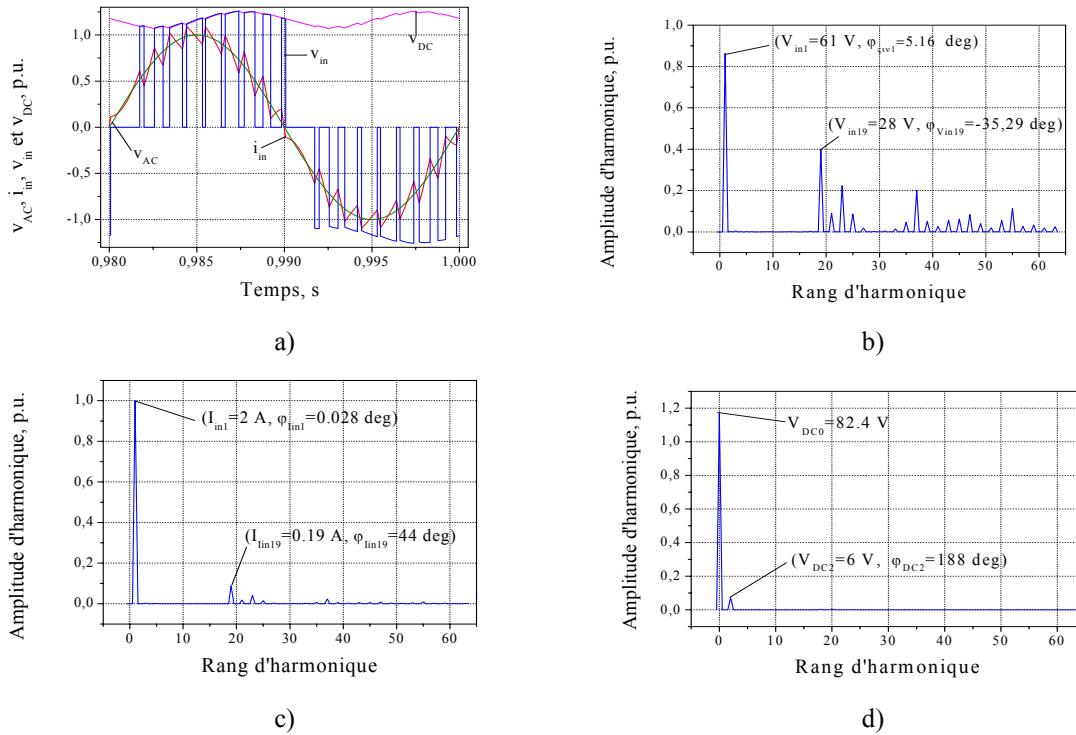 v_AC, i_in, v_in et v_DC, p.u.
1,0
0,5
0,0
-0,5
-1,0
v_DC
v_in
v_AC
i_in
0,980
0,985
0,990
0,995
1,000
Temps, s
a)
Amplitude d'harmonique, p.u.
1,0
0,8
0,6
0,4
0,2
0,0
(V_in1=61 V, φ_ςιν1=5.16 deg)
(V_in19=28 V, φ_Vin19=-35,29 deg)
0
10
20
30
40
50
60
Rang d'harmonique
b)
Amplitude d'harmonique, p.u.
1,0
0,8
0,6
0,4
0,2
0,0
(I_in1=2 A, φ_Iin1=0.028 deg)
(I_Iin19=0.19 A, φ_Iin19=44 deg)
0
10
20
30
40
50
60
Rang d'harmonique
c)
Amplitude d'harmonique, p.u.
1,2
1,0
0,8
0,6
0,4
0,2
0,0
V_DC0=82.4 V
(V_DC2=6 V, φ_DC2=188 deg)
0
10
20
30
40
50
60
Rang d'harmonique
d)